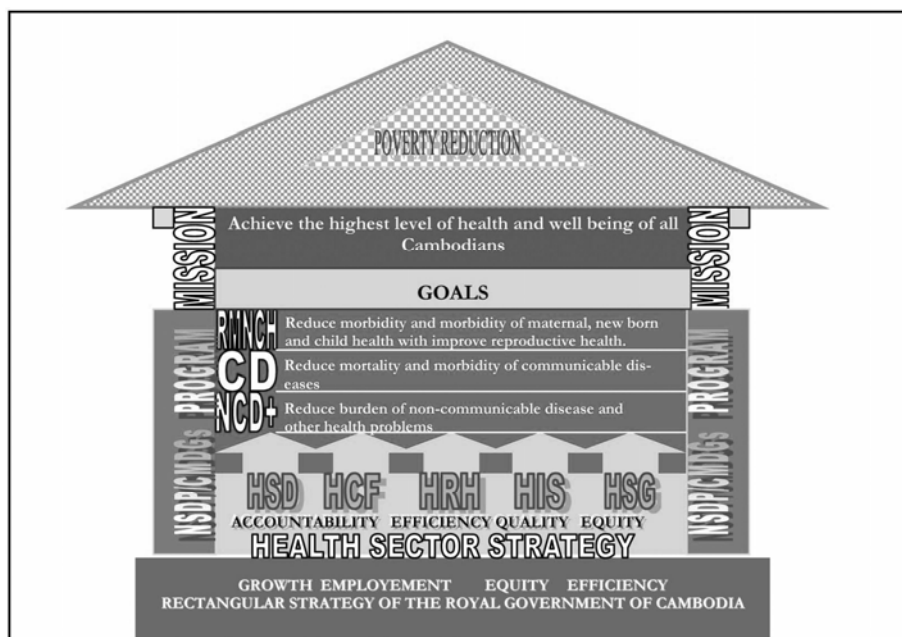 POVERTY REDUCTION
MISSION
Achieve the highest level of health and well being of all
Cambodians
MISSION
GOALS
RMNCH
Reduce morbidity and morbidity of maternal, new born
and child health with improve reproductive health.
CD
Reduce mortality and morbidity of communicable dis-
eases
NCD+
Reduce burden of non-communicable disease and
other health problems
NSDP/CMDGs PROGRAM
NSDP/CMDGs PROGRAM
HSD HCF HRH HIS HSG
ACCOUNTABILITY EFFICIENCY QUALITY EQUITY
HEALTH SECTOR STRATEGY
GROWTH EMPLOYEMENT EQUITY EFFICIENCY
RECTANGULAR STRATEGY OF THE ROYAL GOVERNMENT OF CAMBODIA